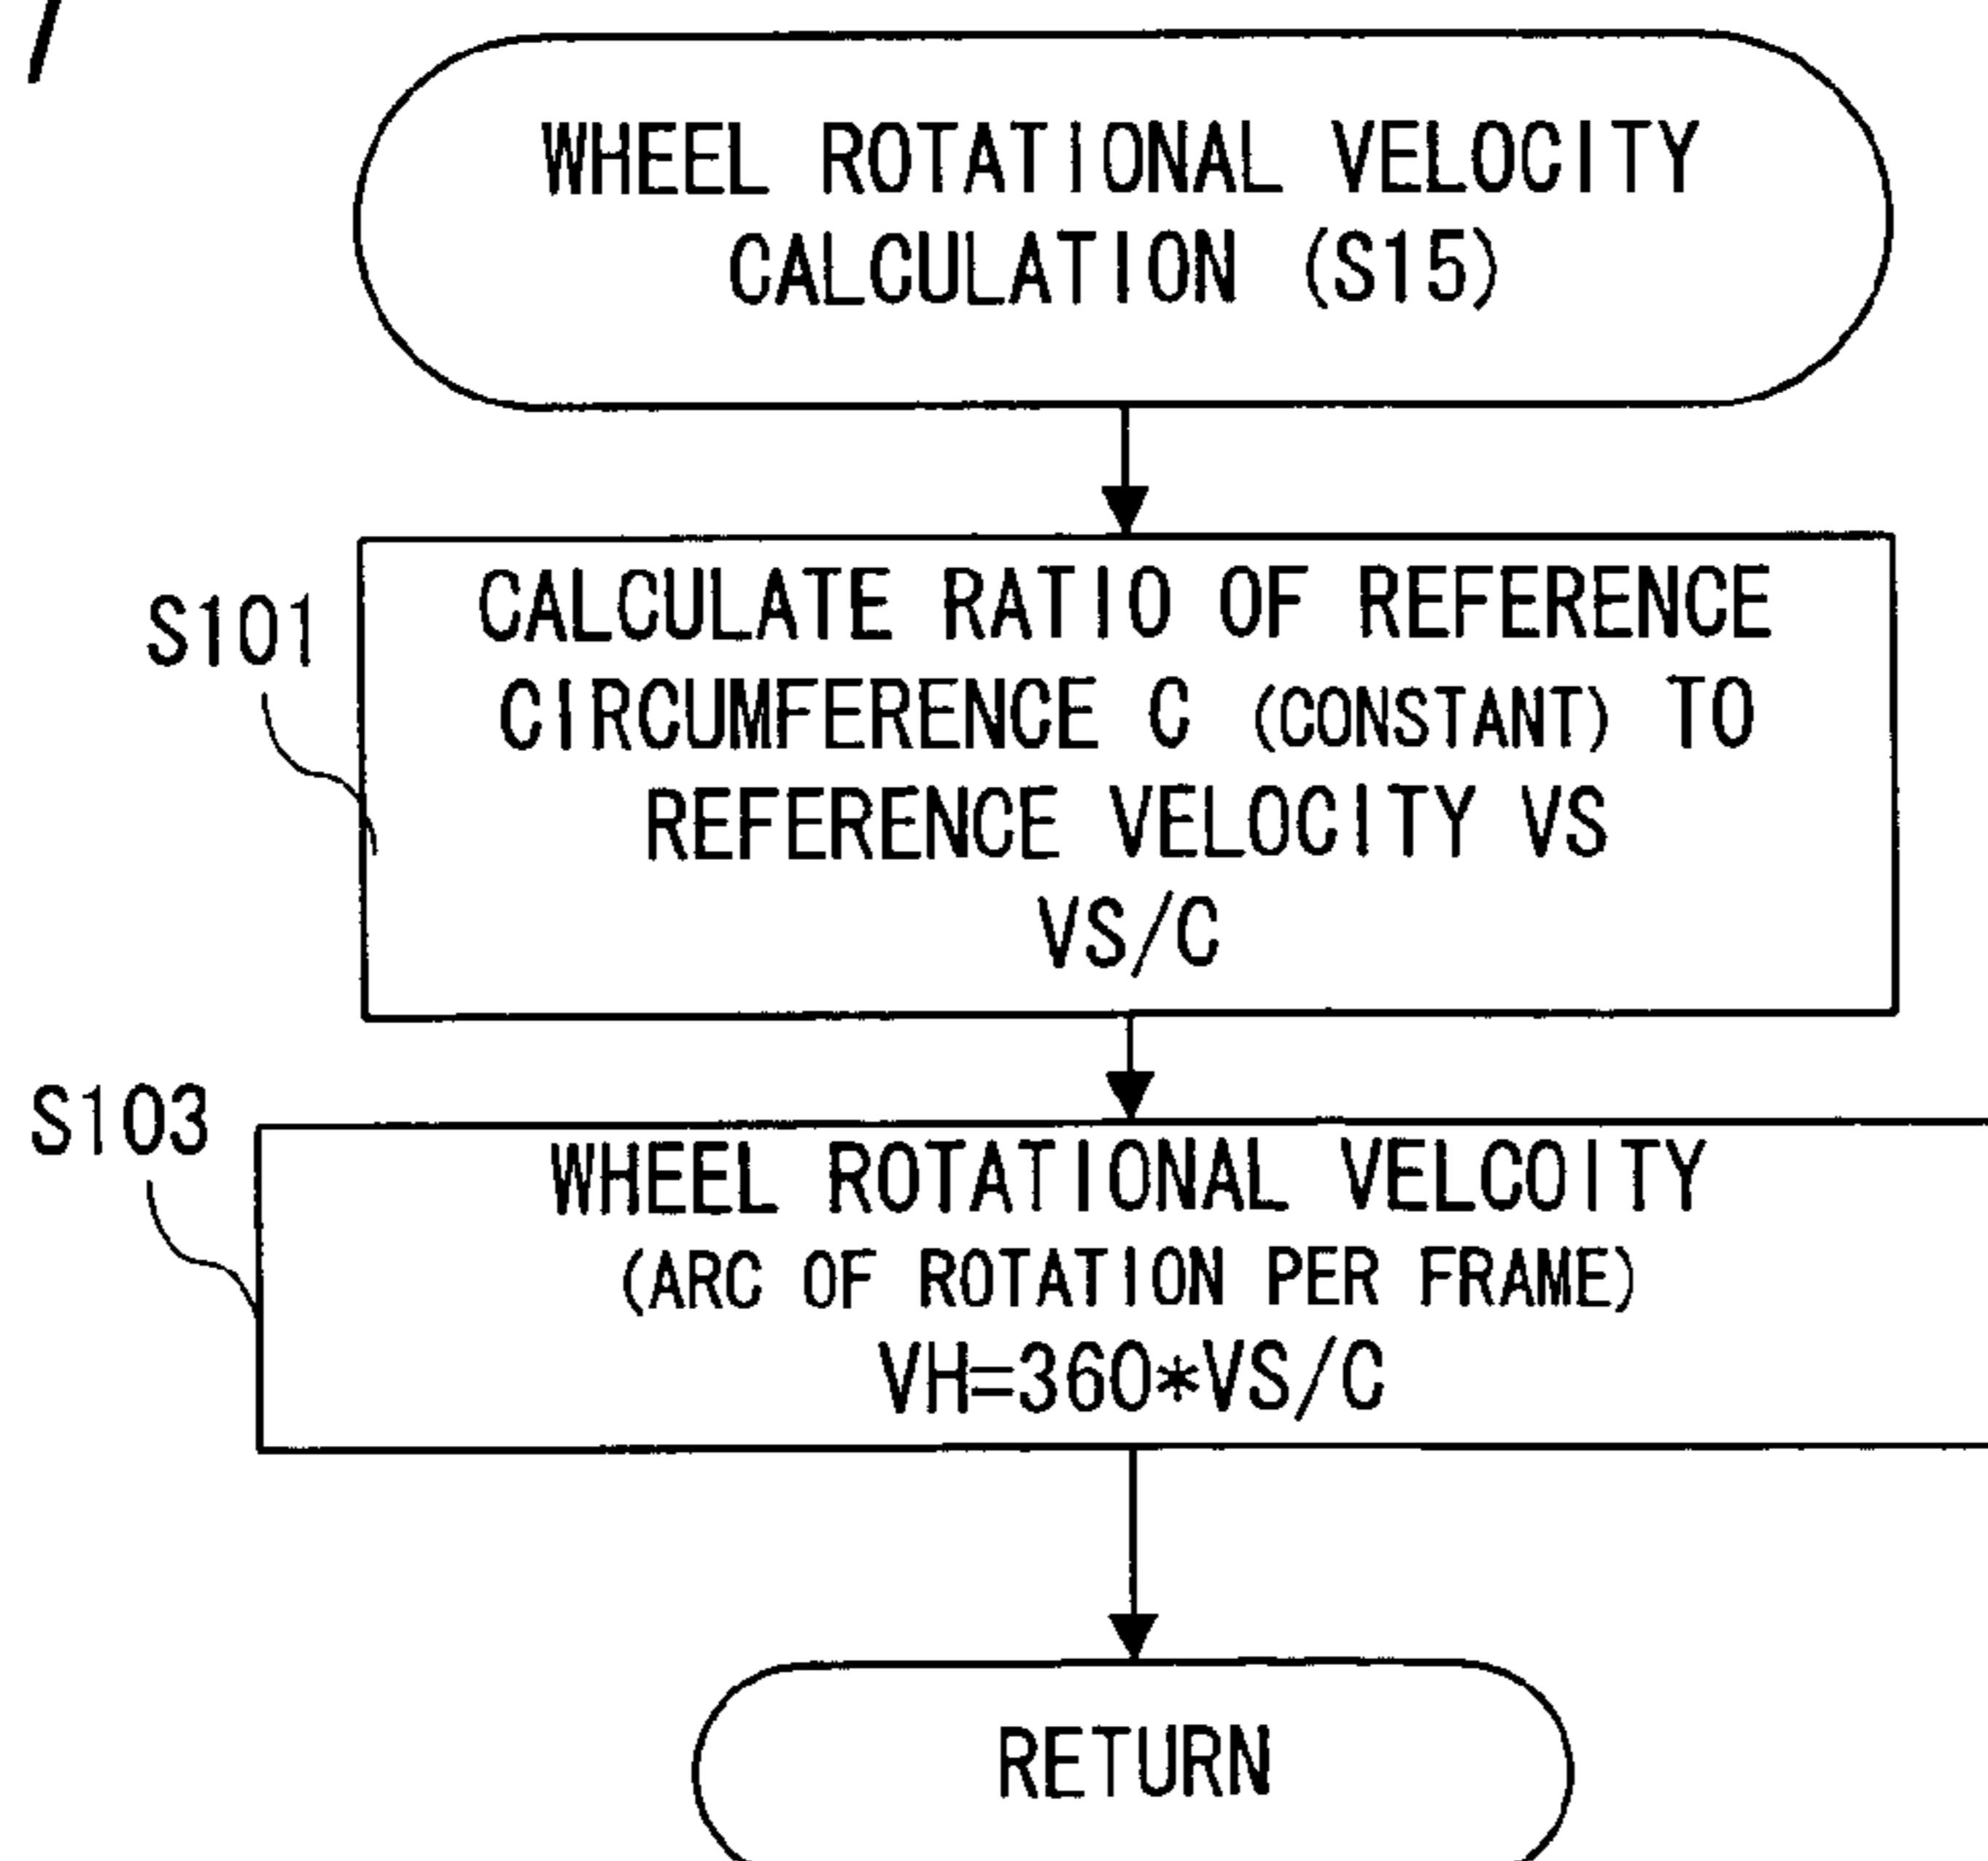 WHEEL ROTATIONAL VELOCITY
CALCULATION (S15)
S101
CALCULATE RATIO OF REFERENCE
CIRCUMFERENCE C (CONSTANT) TO
REFERENCE VELOCITY VS
VS/C
S103
WHEEL ROTATIONAL VELCOITY
(ARC OF ROTATION PER FRAME)
VH=360*VS/C
RETURN